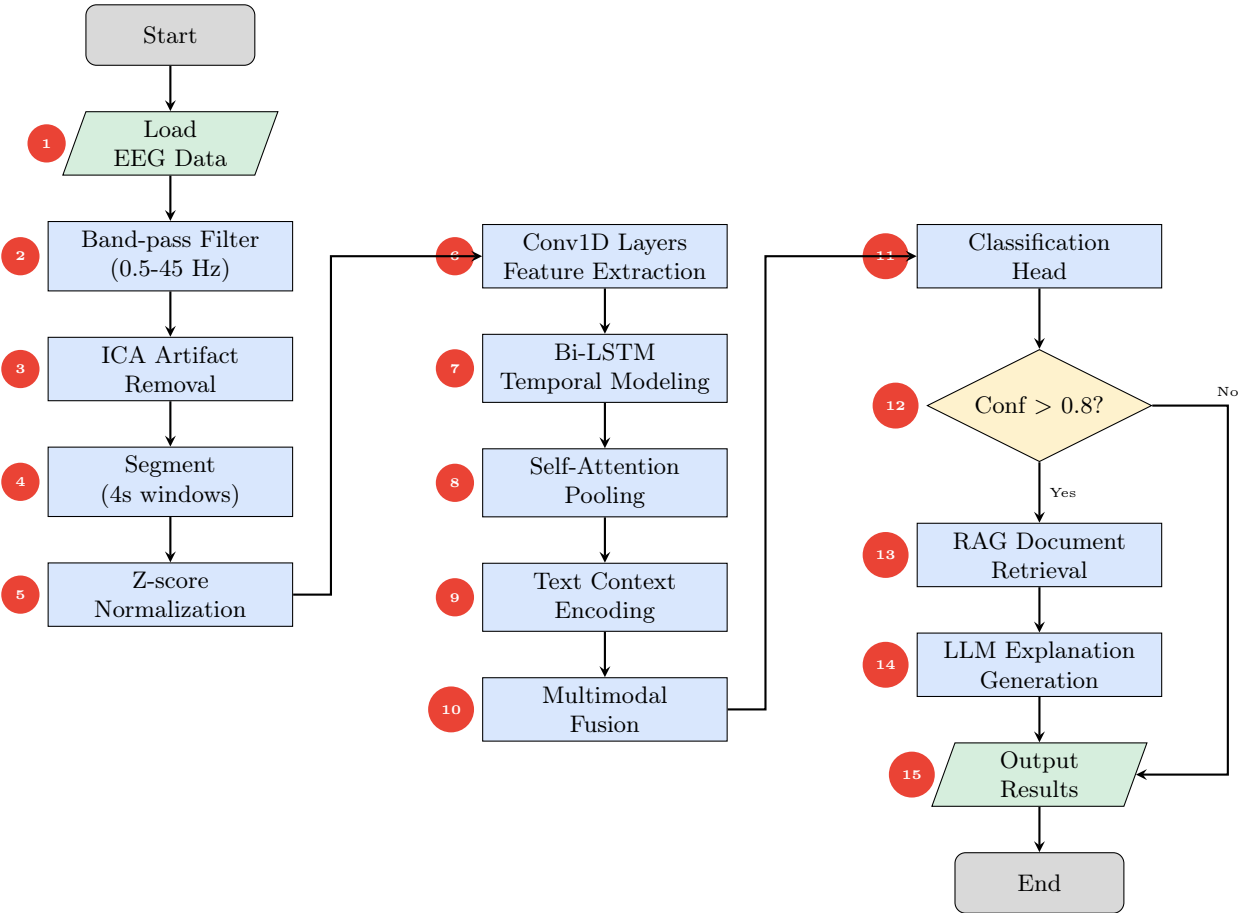 Start
1
Load
EEG Data
2
Band-pass Filter
(0.5-45 Hz)
3
ICA Artifact
Removal
4
Segment
(4s windows)
5
Z-score
Normalization
6
Conv1D Layers
Feature Extraction
7
Bi-LSTM
Temporal Modeling
8
Self-Attention
Pooling
9
Text Context
Encoding
10
Multimodal
Fusion
11
Classification
Head
12
Conf > 0.8?
No
Yes
13
RAG Document
Retrieval
14
LLM Explanation
Generation
15
Output
Results
End